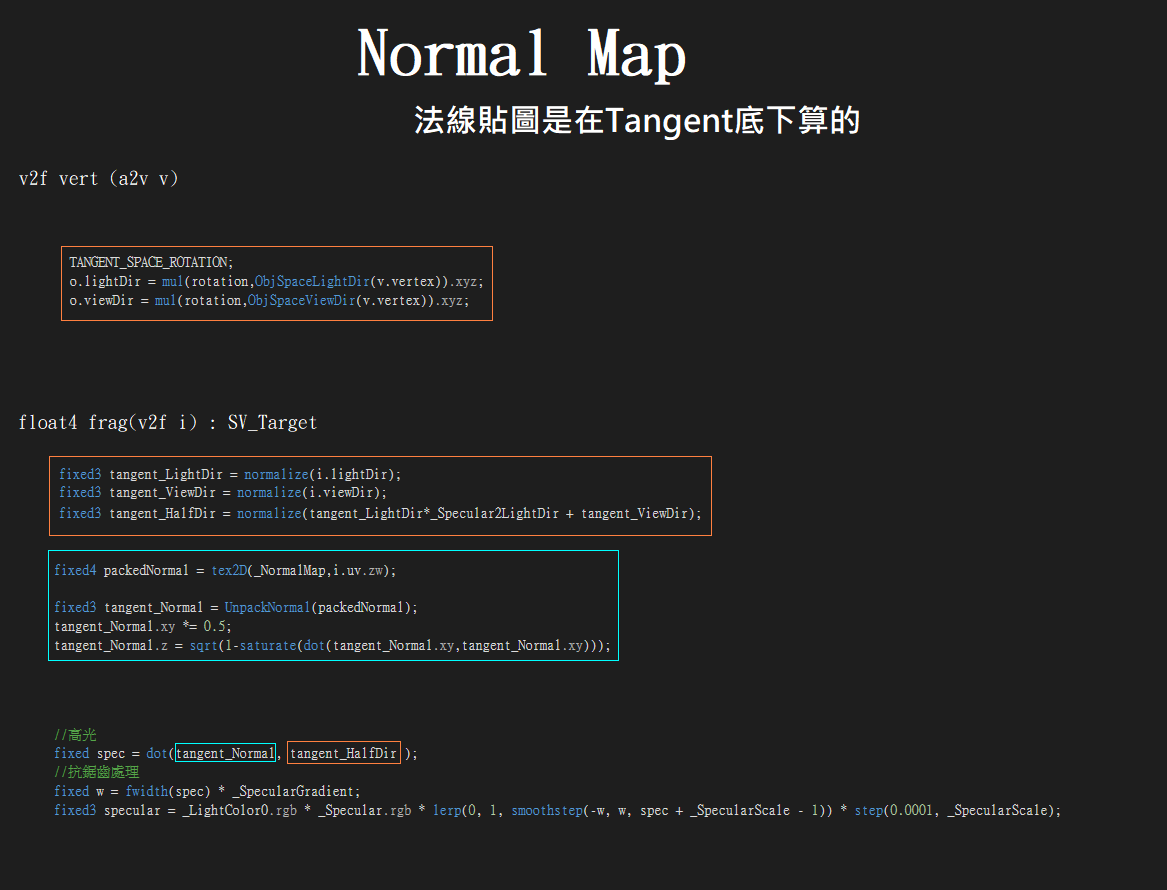 Normal Map
法線貼圖是在Tangent底下算的
v2f vert (a2v v)
TANGENT_SPACE_ROTATION;
o.lightDir = mul(rotation,ObjSpaceLightDir(v.vertex)).xyz;
o.viewDir = mul(rotation,ObjSpaceViewDir(v.vertex)).xyz;
float4 frag(v2f i) : SV_Target
fixed3 tangent_LightDir = normalize(i.lightDir);
fixed3 tangent_ViewDir = normalize(i.viewDir);
fixed3 tangent_HalfDir = normalize(tangent_LightDir*_Specular2LightDir + tangent_ViewDir);
fixed4 packedNormal = tex2D(_NormalMap,i.uv.zw);
fixed3 tangent_Normal = UnpackNormal(packedNormal);
tangent_Normal.xy *= 0.5;
tangent_Normal.z = sqrt(1-saturate(dot(tangent_Normal.xy,tangent_Normal.xy)));
//高光
fixed spec = dot(tangent_Normal, tangent_HalfDir );
//抗鋸齒處理
fixed w = fwidth(spec) * _SpecularGradient;
fixed3 specular = _LightColor0.rgb * _Specular.rgb * lerp(0, 1, smoothstep(-w, w, spec + _SpecularScale - 1)) * step(0.0001, _SpecularScale);